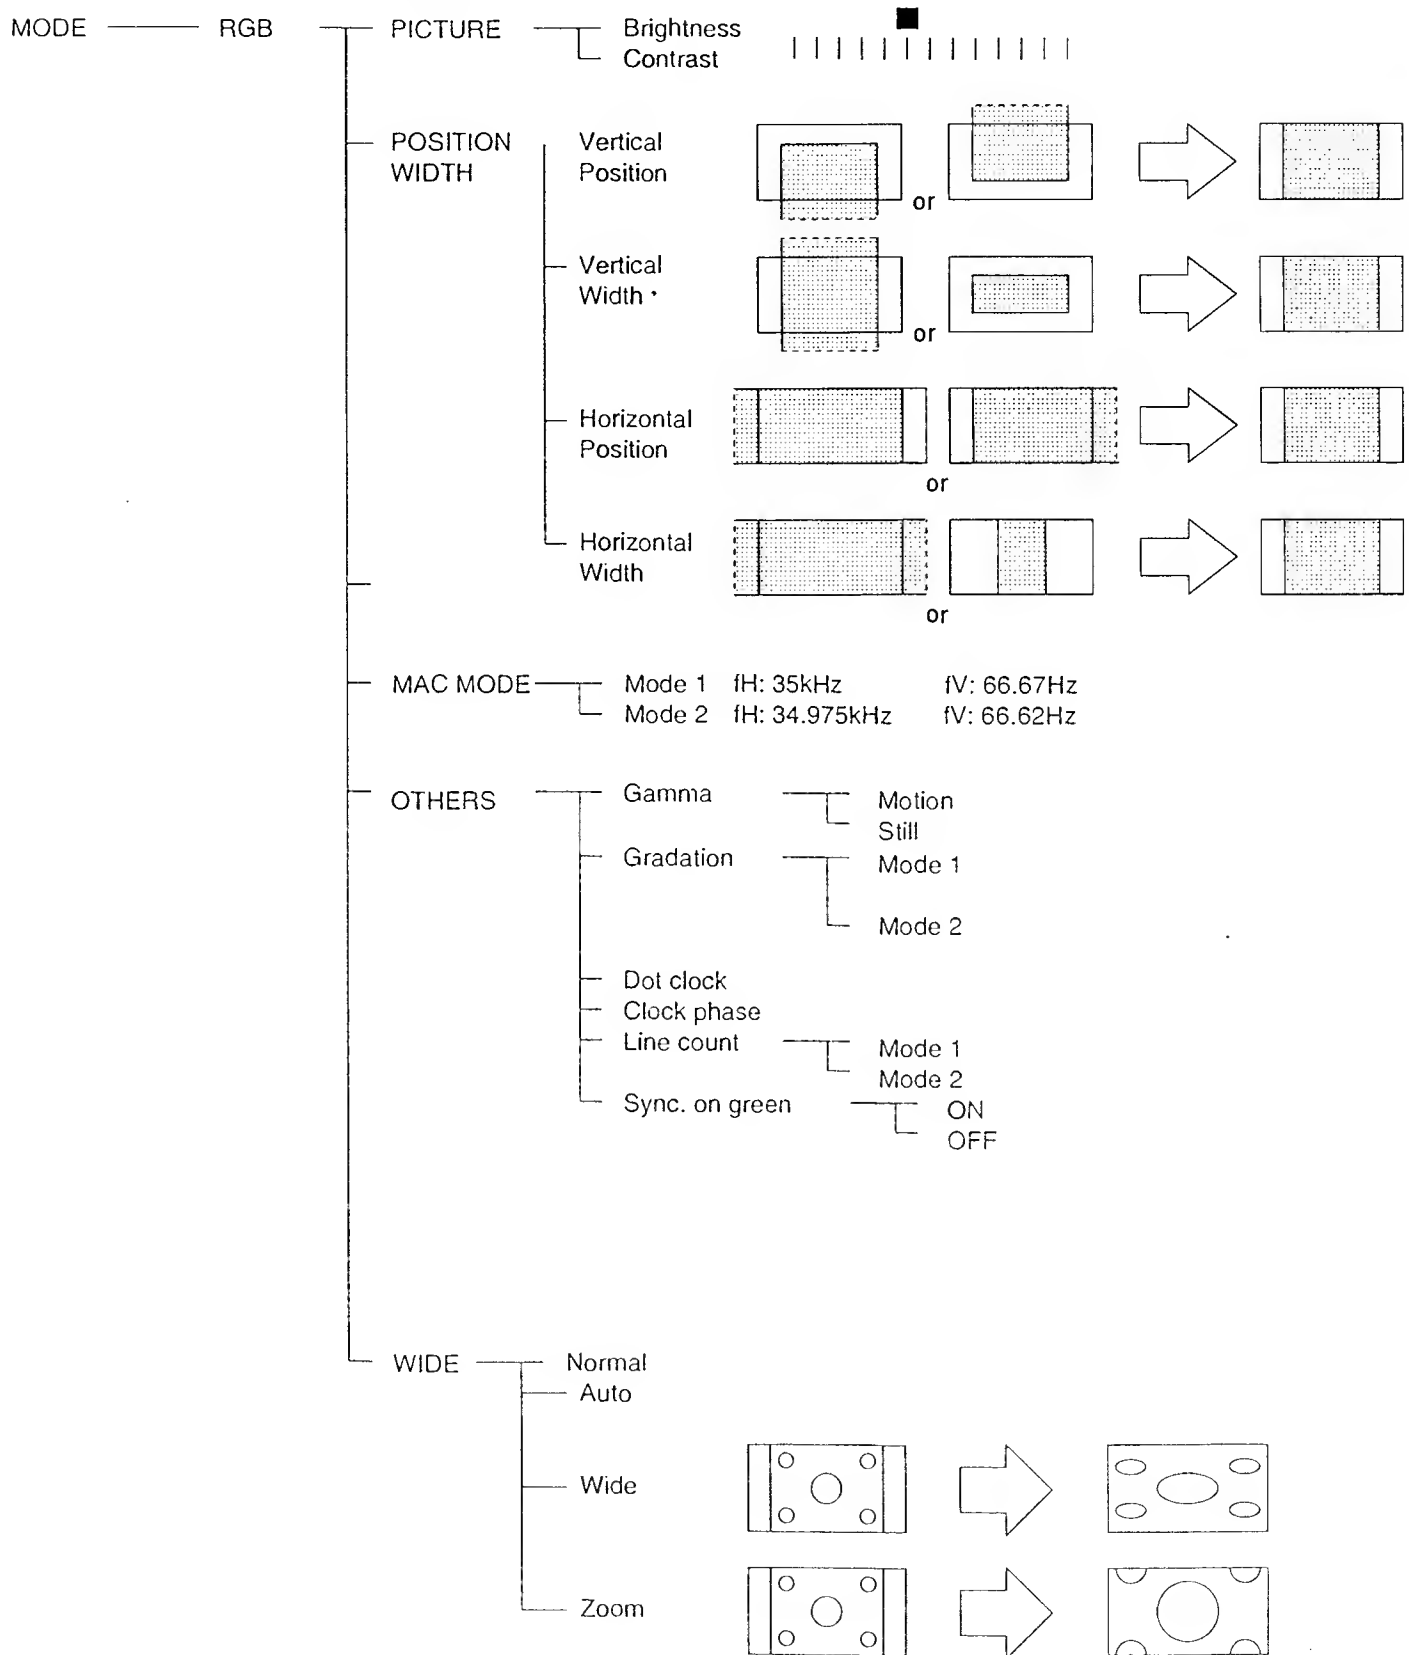 MODE RGB PICTURE Brightness
Contrast
POSITION
WIDTH
Vertical
Position
or
Vertical
Width
or
Horizontal
Position
or
Horizontal
Width
or
MAC MODE Mode 1 fH: 35kHz fV: 66.67Hz
Mode 2 fH: 34.975kHz fV: 66.62Hz
OTHERS Gamma Motion
Still
Gradation Mode 1
Mode 2
Dot clock
Clock phase
Line count Mode 1
Mode 2
Sync. on green ON
OFF
WIDE Normal
Auto
Wide
Zoom